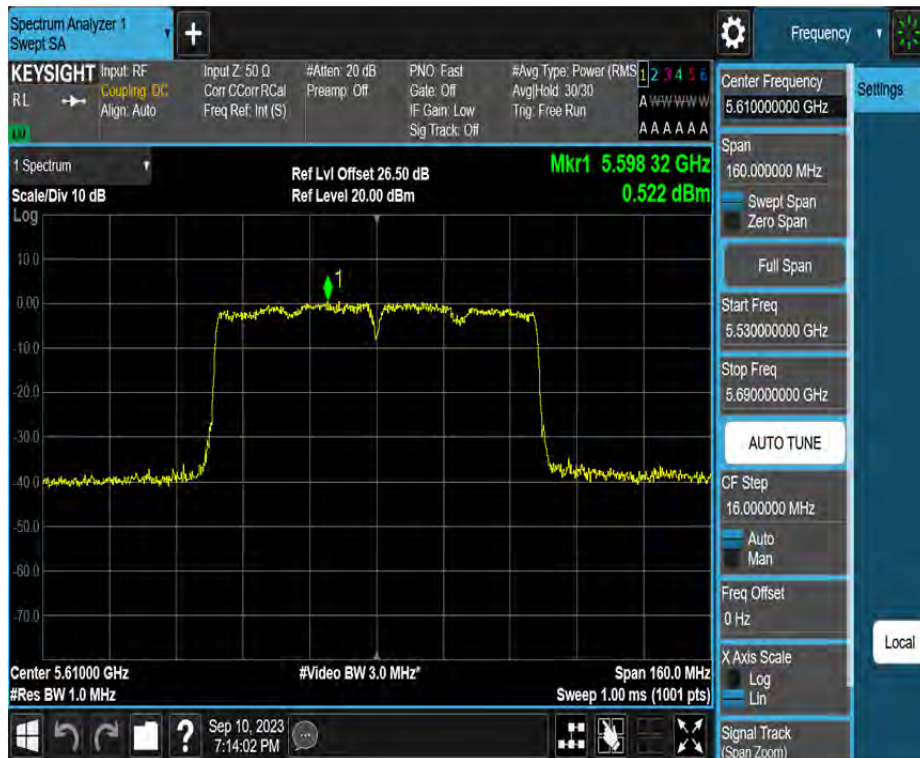 Spectrum Analyzer 1
Swept SA
+
Frequency
KEYSIGHT
RL
Input: RF
Coupling: DC
Align: Auto
Input Z: 50 Ω
Corr CCorr RCal
Freq Ref: Int (S)
#Atten: 20 dB
Preamp: Off
PNO: Fast
Gate: Off
IF Gain: Low
Sig Track: Off
#Avg Type: Power (RMS
Avg|Hold: 30/30
Trig: Free Run
1 2 3 4 5 6
A W W W W W
A A A A A A
Center Frequency
5.610000000 GHz
Settings
Span
160.000000 MHz
Swept Span
Zero Span
Full Span
Start Freq
5.530000000 GHz
Stop Freq
5.690000000 GHz
AUTO TUNE
CF Step
16.000000 MHz
Auto
Man
Freq Offset
0 Hz
X Axis Scale
Log
Lin
Signal Track
(Span Zoom)
Local
1 Spectrum
Scale/Div 10 dB
Ref Lvl Offset 26.50 dB
Ref Level 20.00 dBm
Mkr1 5.598 32 GHz
0.522 dBm
Log
10.0
0.00
-10.0
-20.0
-30.0
-40.0
-50.0
-60.0
-70.0
1
Center 5.61000 GHz
#Res BW 1.0 MHz
#Video BW 3.0 MHz*
Span 160.0 MHz
Sweep 1.00 ms (1001 pts)
?
Sep 10, 2023
7:14:02 PM